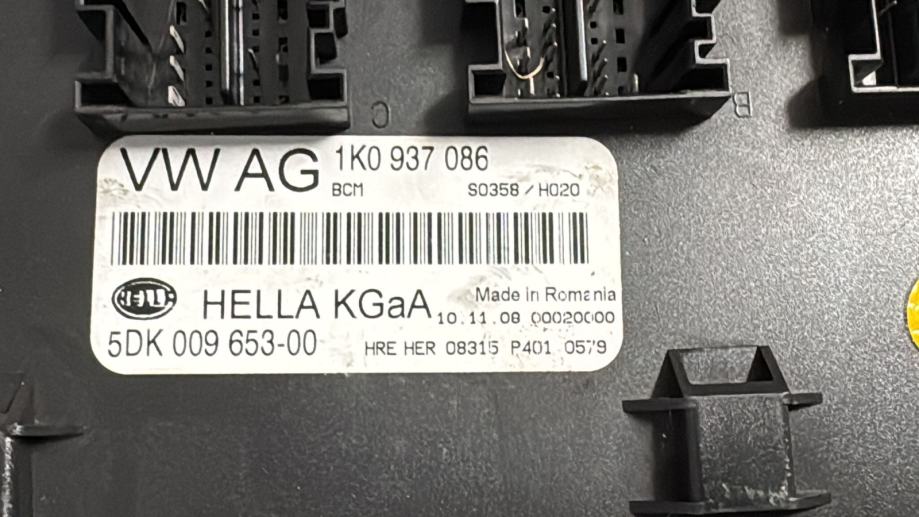 C
B
VW AG 1K0 937 086
BCM S0358 / H020
HELLA
HELLA KGaA Made in Romania
10.11.08 00020000
5DK 009 653-00 HRE HER 08315 P401 0579